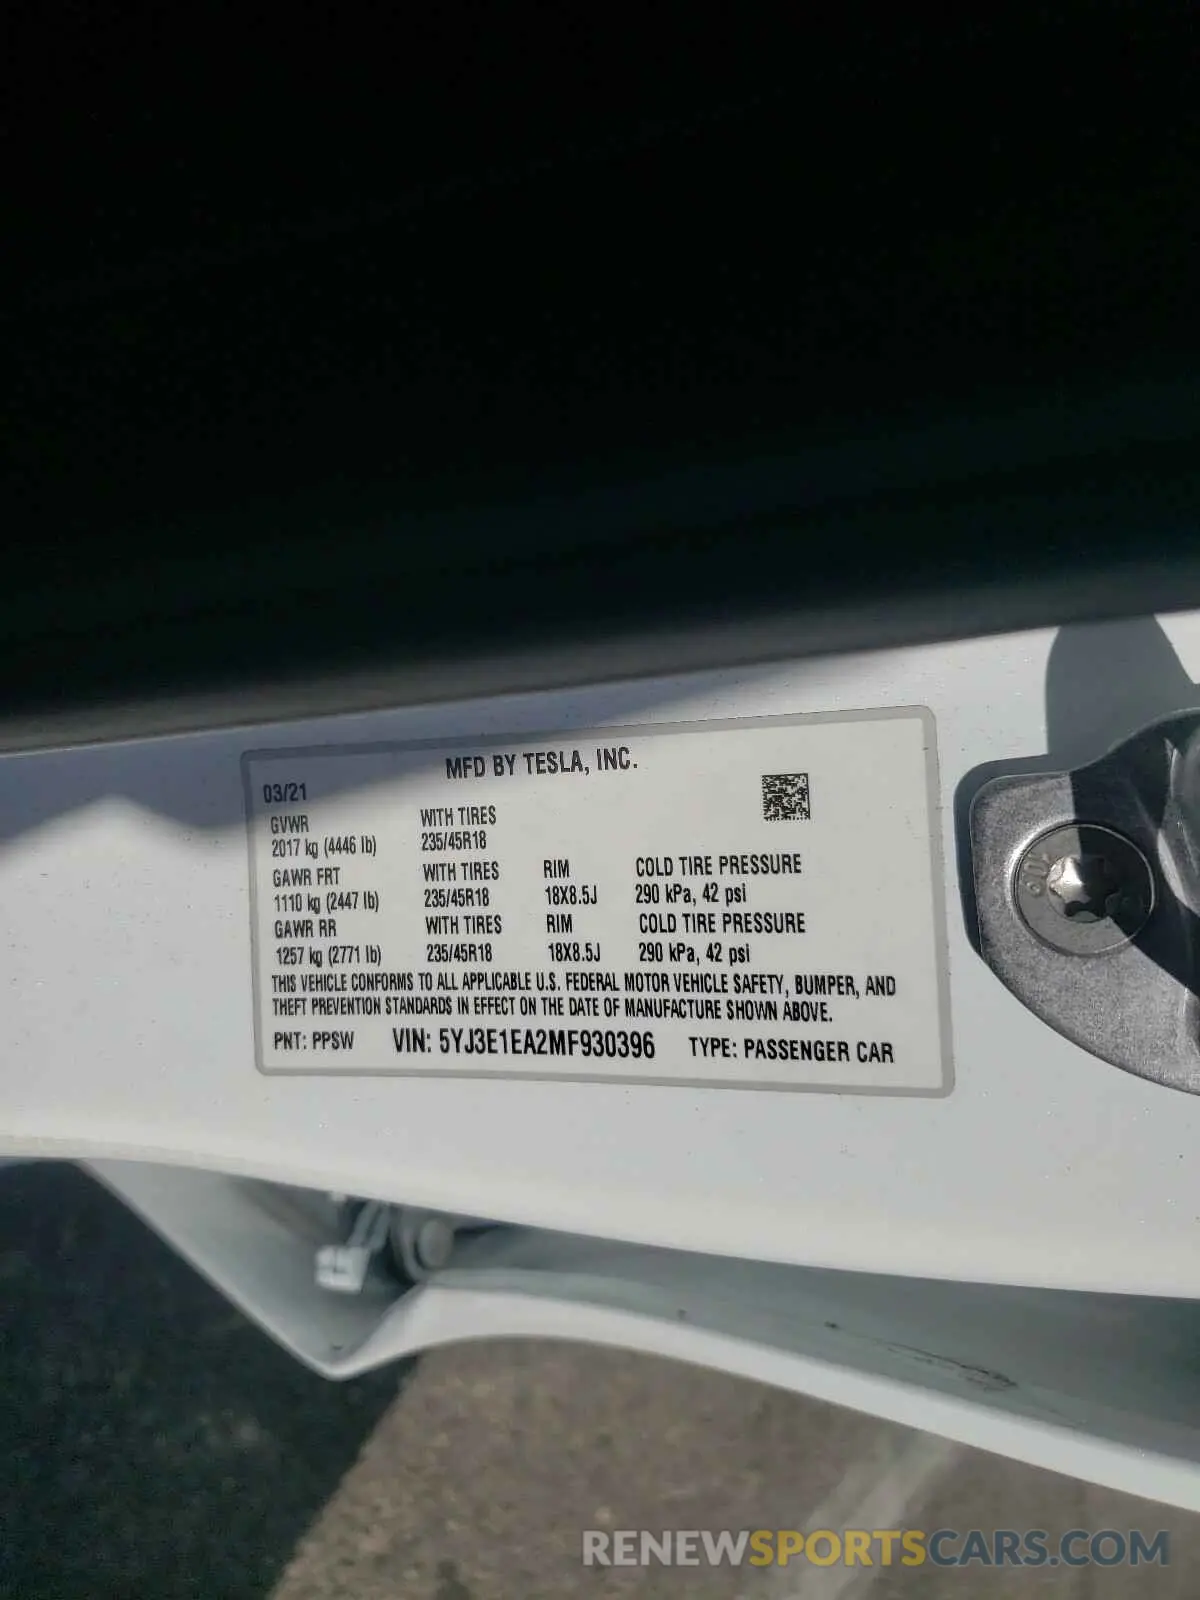 MFD BY TESLA, INC.
03/21
GVWR WITH TIRES
2017 kg (4446 lb) 235/45R18
GAWR FRT WITH TIRES RIM COLD TIRE PRESSURE
1110 kg (2447 lb) 235/45R18 18X8.5J 290 kPa, 42 psi
GAWR RR WITH TIRES RIM COLD TIRE PRESSURE
1257 kg (2771 lb) 235/45R18 18X8.5J 290 kPa, 42 psi
THIS VEHICLE CONFORMS TO ALL APPLICABLE U.S. FEDERAL MOTOR VEHICLE SAFETY, BUMPER, AND
THEFT PREVENTION STANDARDS IN EFFECT ON THE DATE OF MANUFACTURE SHOWN ABOVE.
PNT: PPSW VIN: 5YJ3E1EA2MF930396 TYPE: PASSENGER CAR
RENEWSPORTSCARS.COM